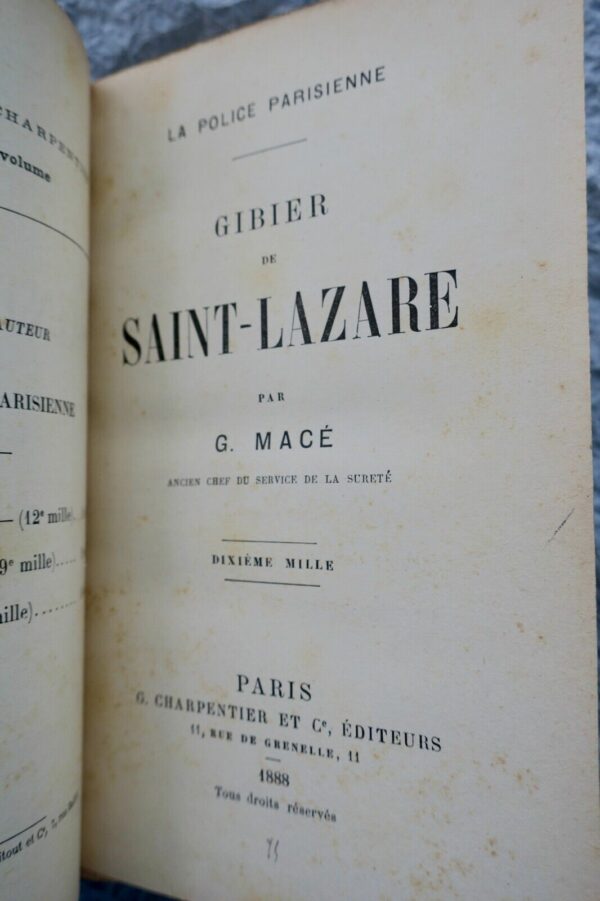 CHARPENT
volume
AUTEUR
ARISIENNE
— (12e mille).
9e mille).....
mille)........
LA POLICE PARISIENNE
GIBIER
DE
SAINT-LAZARE
PAR
G. MACÉ
ANCIEN CHEF DU SERVICE DE LA SURETÉ
DIXIÈME MILLE
PARIS
G. CHARPENTIER ET Ce, ÉDITEURS
11, RUE DE GRENELLE, 11
1888
Tous droits réservés